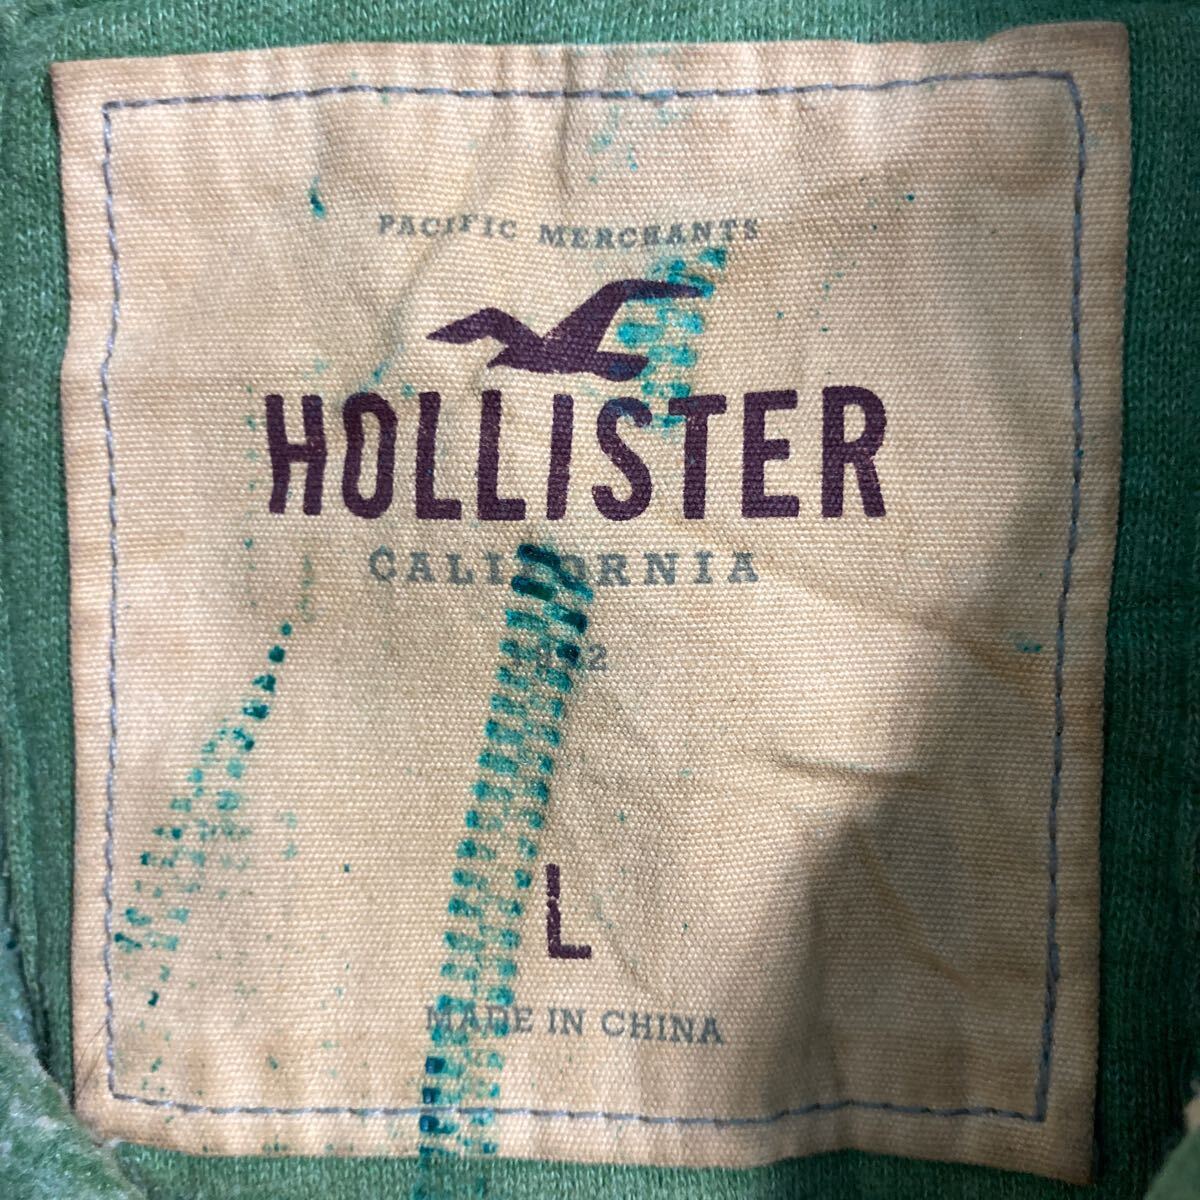 PACIFIC MERCHANTS
HOLLISTER
CALIFORNIA
L
MADE IN CHINA